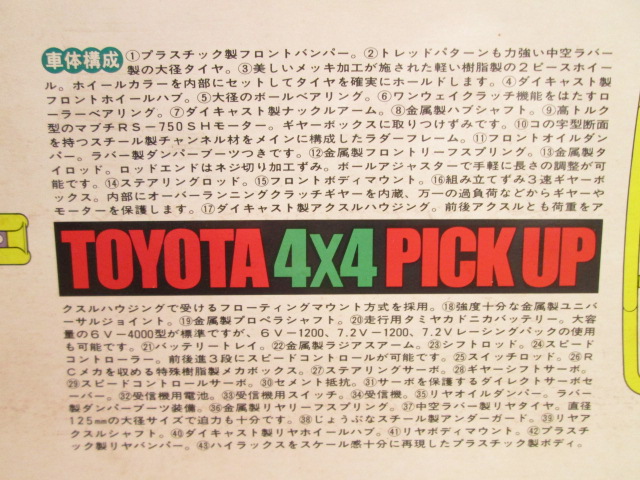 車体構成 ①プラスチック製フロントバンパー。②トレッドパターンも力強い中空ラバー
製の大径タイヤ。③美しいメッキ加工が施された軽い樹脂製の2ピースホイー
ル。ホイールカラーを内部にセットしてタイヤを確実にホールドします。④ダイキャスト製
フロントホイールハブ。⑤大径のボールベアリング。⑥ワンウェイクラッチ機能をはたすロ
ーラーベアリング。⑦ダイキャスト製ナックルアーム。⑧金属製ハブシャフト。⑨高トルク
型のマブチRS-750SHモーター。ギヤーボックスに取りつけずみです。⑩コの字型断面
を持つスチール製チャンネル材をメインに構成したラダーフレーム。⑪フロントオイルダン
パー。ラバー製ダンパーブーツつきです。⑫金属製フロントリーフスプリング。⑬金属製タ
イロッド。ロッドエンドはネジ切り加工ずみ。ボールアジャスターで手軽に長さの調整が可
能です。⑭ステアリングロッド。⑮フロントボディマウント。⑯組み立てずみ3速ギヤーボ
ックス。内部にオーバーランニングクラッチギヤーを内蔵、万一の過負荷などからギヤーや
モーターを保護します。⑰ダイキャスト製アクスルハウジング。前後アクスルとも荷重をア
TOYOTA 4X4 PICK UP
クスルハウジングで受けるフローティングマウント方式を採用。⑱強度十分な金属製ユニバ
ーサルジョイント。⑲金属製プロペラシャフト。⑳走行用タミヤカドニカバッテリー。大容
量の6V-4000型が標準ですが、6V-1200、7.2V-1200、7.2Vレーシングパックの使用
も可能です。㉑バッテリートレイ。㉒金属製ラジアスアーム。㉓シフトロッド。㉔スピード
コントローラー。前後進3段にスピードコントロールが可能です。㉕スイッチロッド。㉖R
Cメカを収める特殊樹脂製メカボックス。㉗ステアリングサーボ。㉘ギヤーシフトサーボ。
㉙スピードコントロールサーボ。㉚セメント抵抗。㉛サーボを保護するダイレクトサーボセ
ーバー。㉜受信機用電池。㉝受信機用スイッチ。㉞受信機。㉟リヤオイルダンパー。ラバー
製ダンパーブーツ装備。㊱金属製リヤリーフスプリング。㊲中空ラバー製リヤタイヤ。直径
125mmの大径サイズで迫力も十分です。㊳じょうぶなスチール製アンダーガード。㊴リヤア
クスルシャフト。㊵ダイキャスト製リヤホイールハブ。㊶リヤボディマウント。㊷プラスチ
ック製リヤバンパー。㊸ハイラックスをスケール感十分に再現したプラスチック製ボディ。